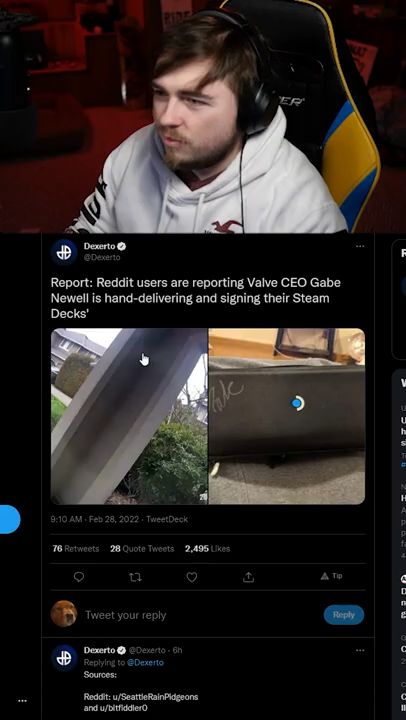 Dexerto
@Dexerto
Report: Reddit users are reporting Valve CEO Gabe
Newell is hand-delivering and signing their Steam
Decks'
9:10 AM · Feb 28, 2022 · TweetDeck
76 Retweets 28 Quote Tweets 2,495 Likes
Tip
Tweet your reply
Reply
Dexerto @Dexerto · 6h
Replying to @Dexerto
Sources:
Reddit: u/SeattleRainPidgeons
and u/bitfiddler0